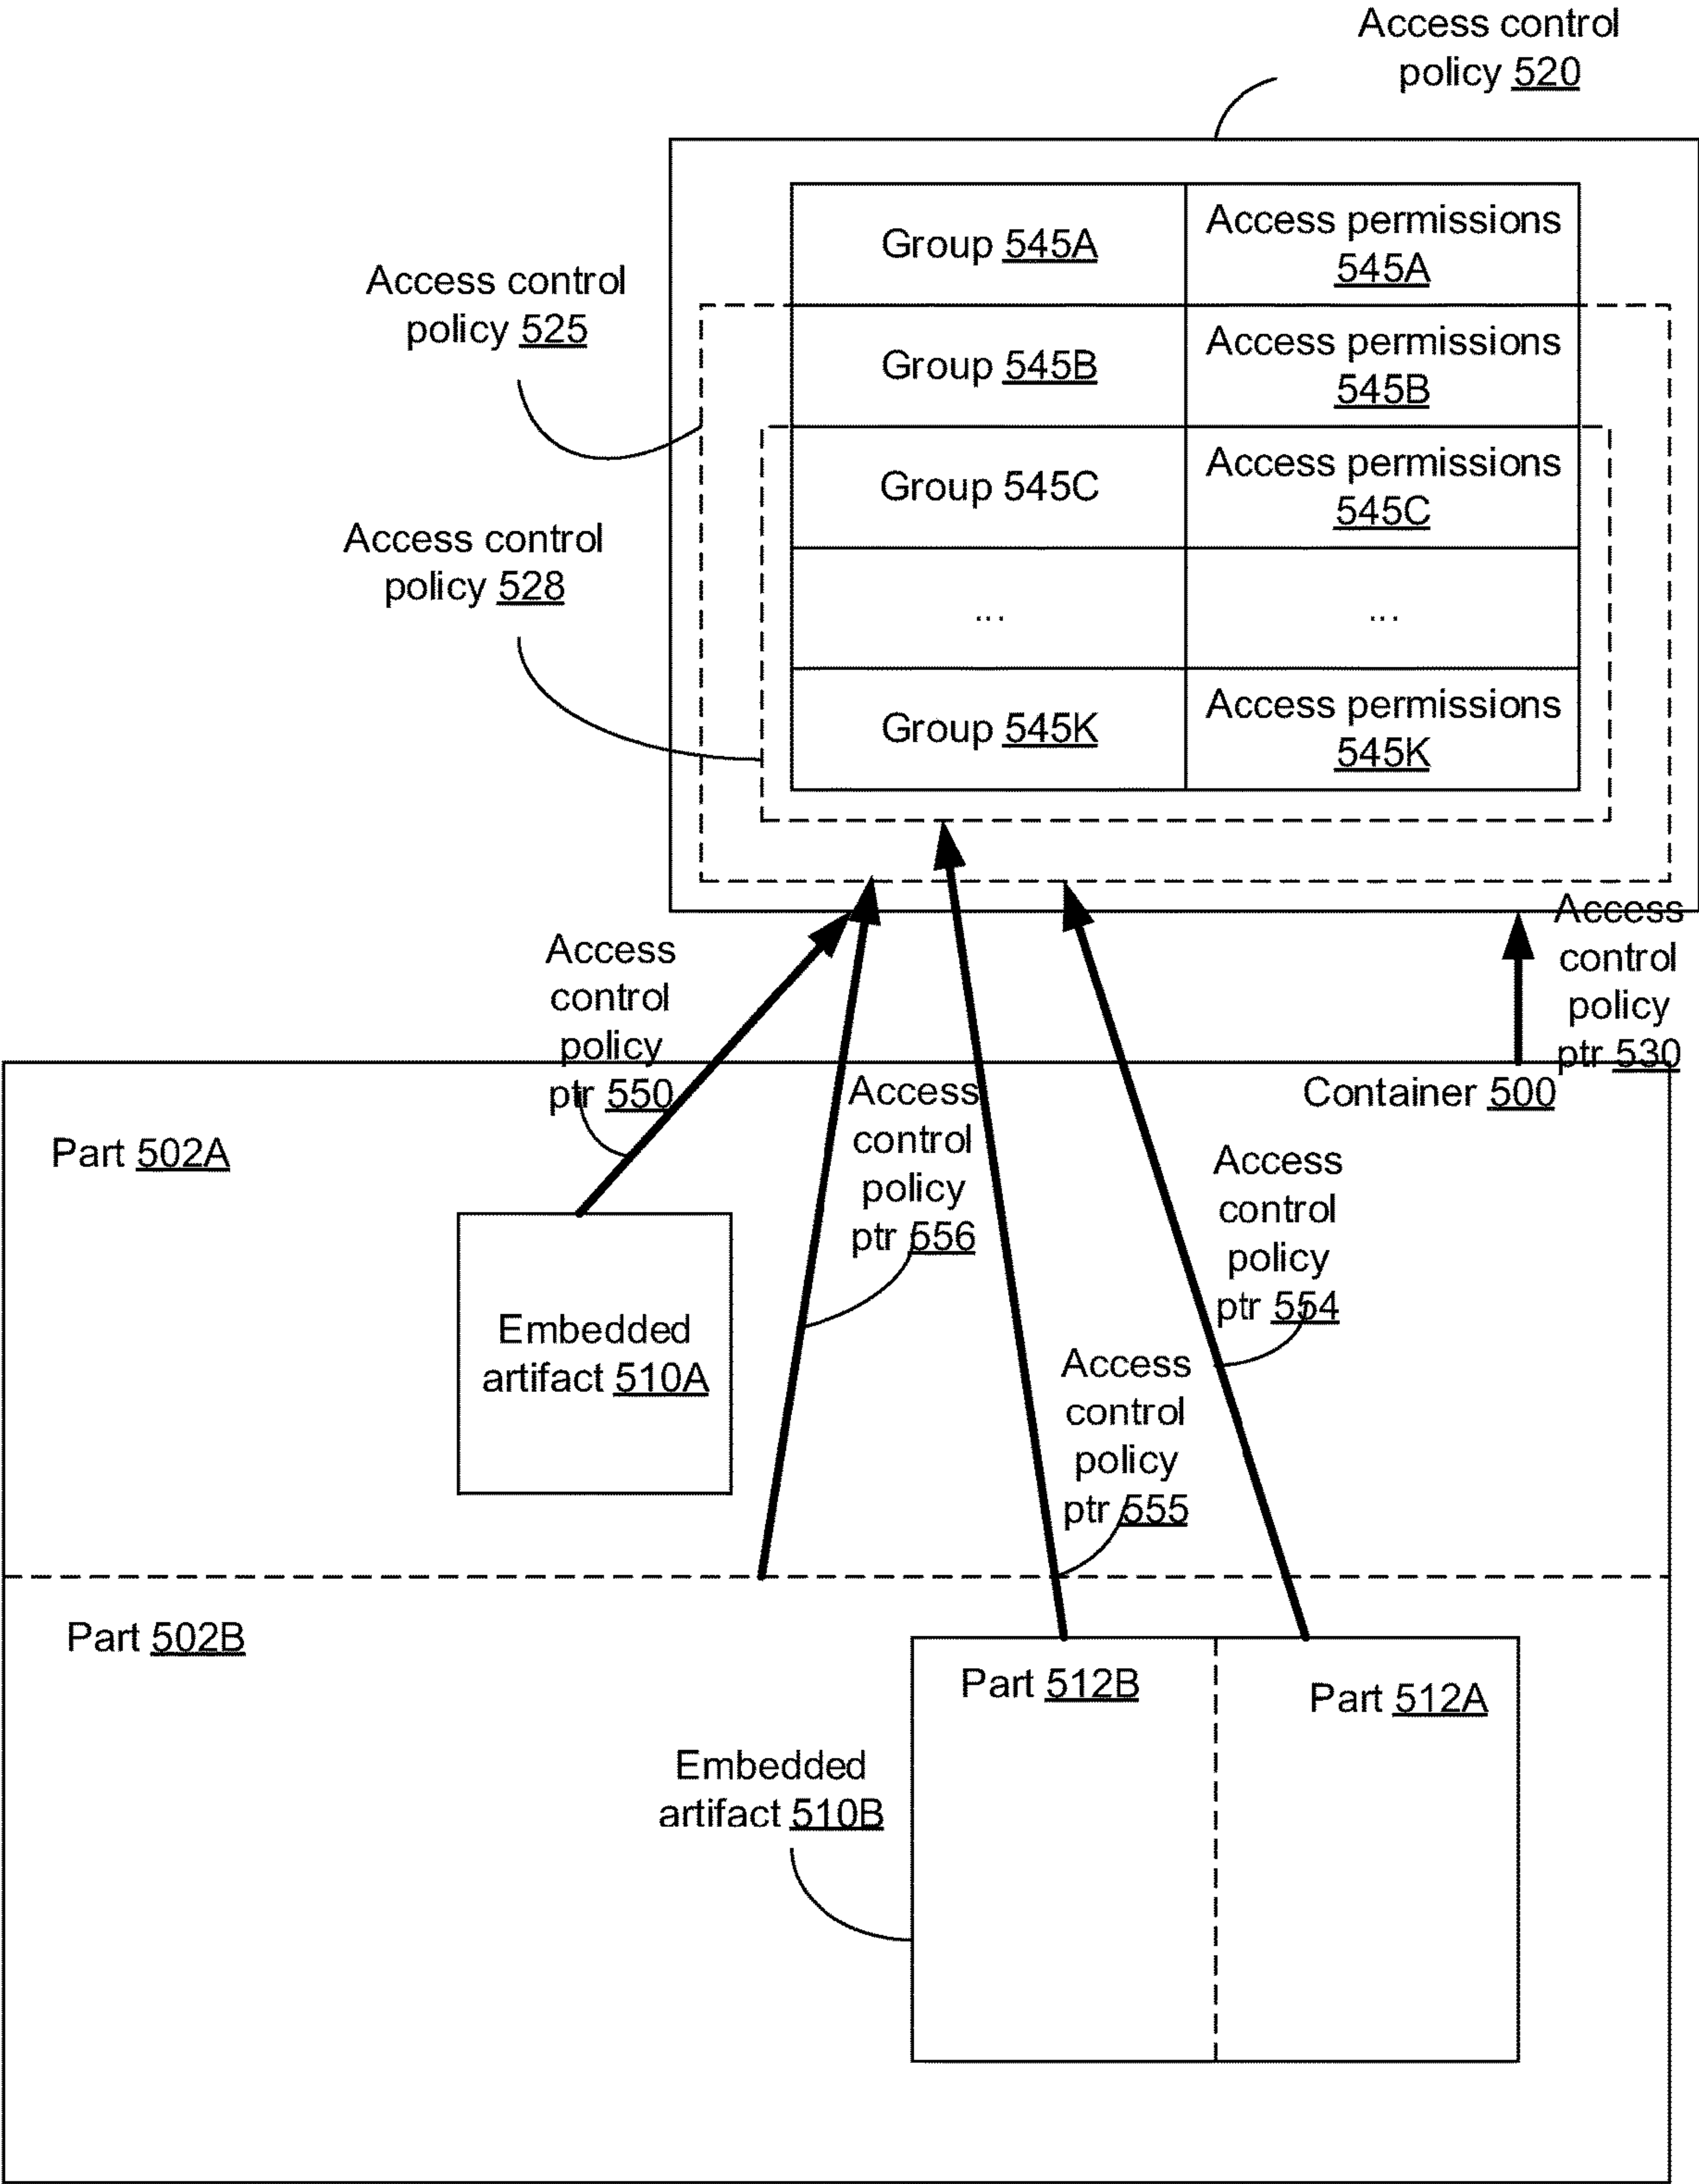 Access control
policy 520
Group 545A
Access permissions
545A
Access control
policy 525
Group 545B
Access permissions
545B
Group 545C
Access permissions
545C
Access control
policy 528
...
...
Group 545K
Access permissions
545K
Access
control
policy
ptr 550
Access
control
policy
ptr 530
Container 500
Part 502A
Access
control
policy
ptr 556
Access
control
policy
ptr 554
Embedded
artifact 510A
Access
control
policy
ptr 555
Part 502B
Part 512B
Part 512A
Embedded
artifact 510B